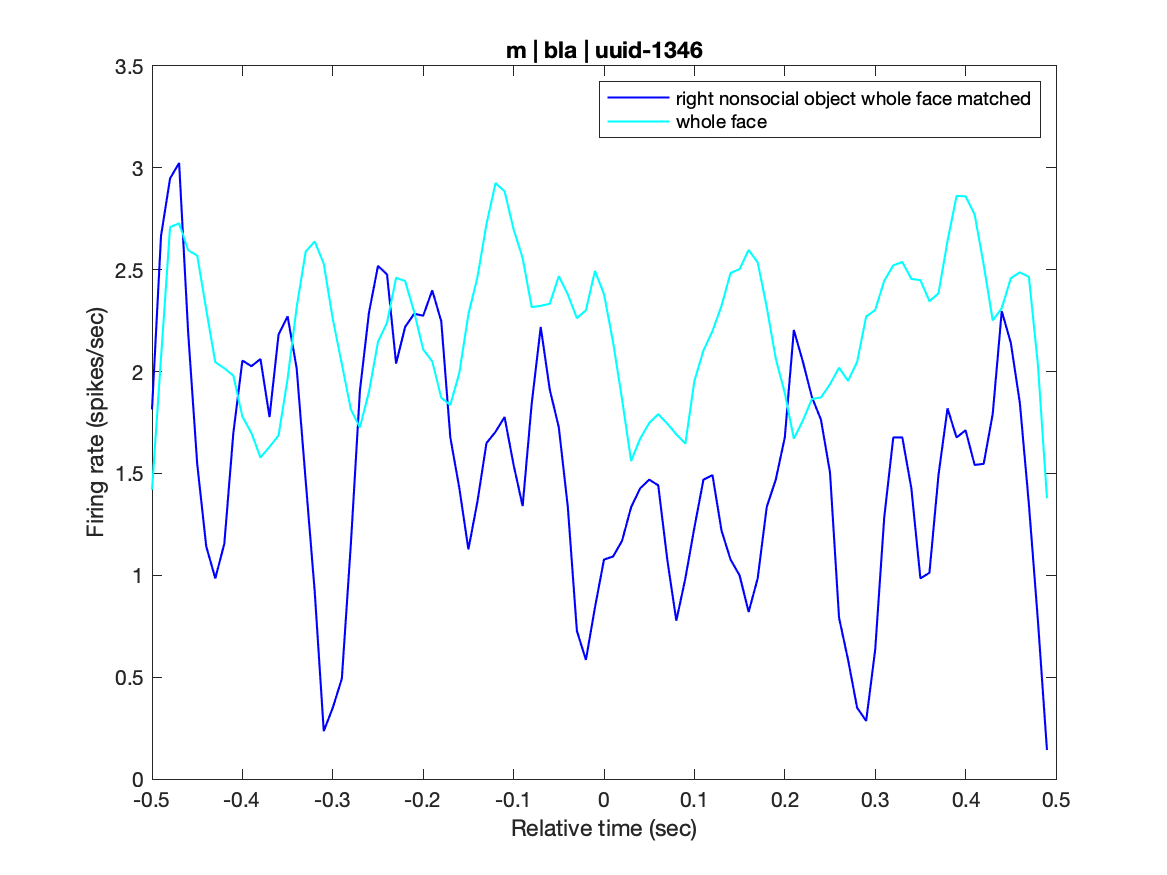 m | bla | uuid-1346
right nonsocial object whole face matched
whole face
Firing rate (spikes/sec)
3.5
3
2.5
2
1.5
1
0.5
0
-0.5 -0.4 -0.3 -0.2 -0.1 0 0.1 0.2 0.3 0.4 0.5
Relative time (sec)